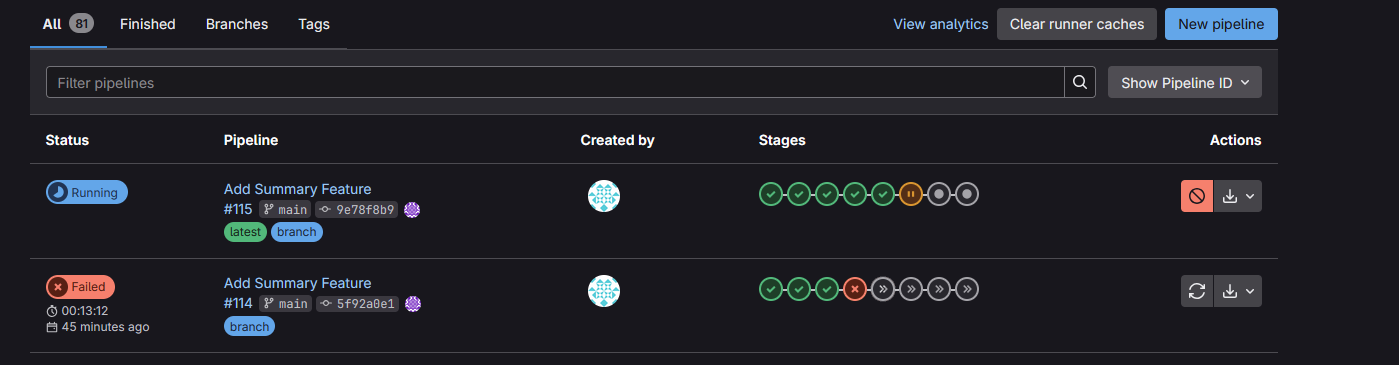 All 81 Finished Branches Tags View analytics Clear runner caches New pipeline
Filter pipelines Show Pipeline ID
Status Pipeline Created by Stages Actions
Running
Add Summary Feature
#115 main 9e78f8b9
latest branch
Failed
00:13:12
45 minutes ago
Add Summary Feature
#114 main 5f92a0e1
branch